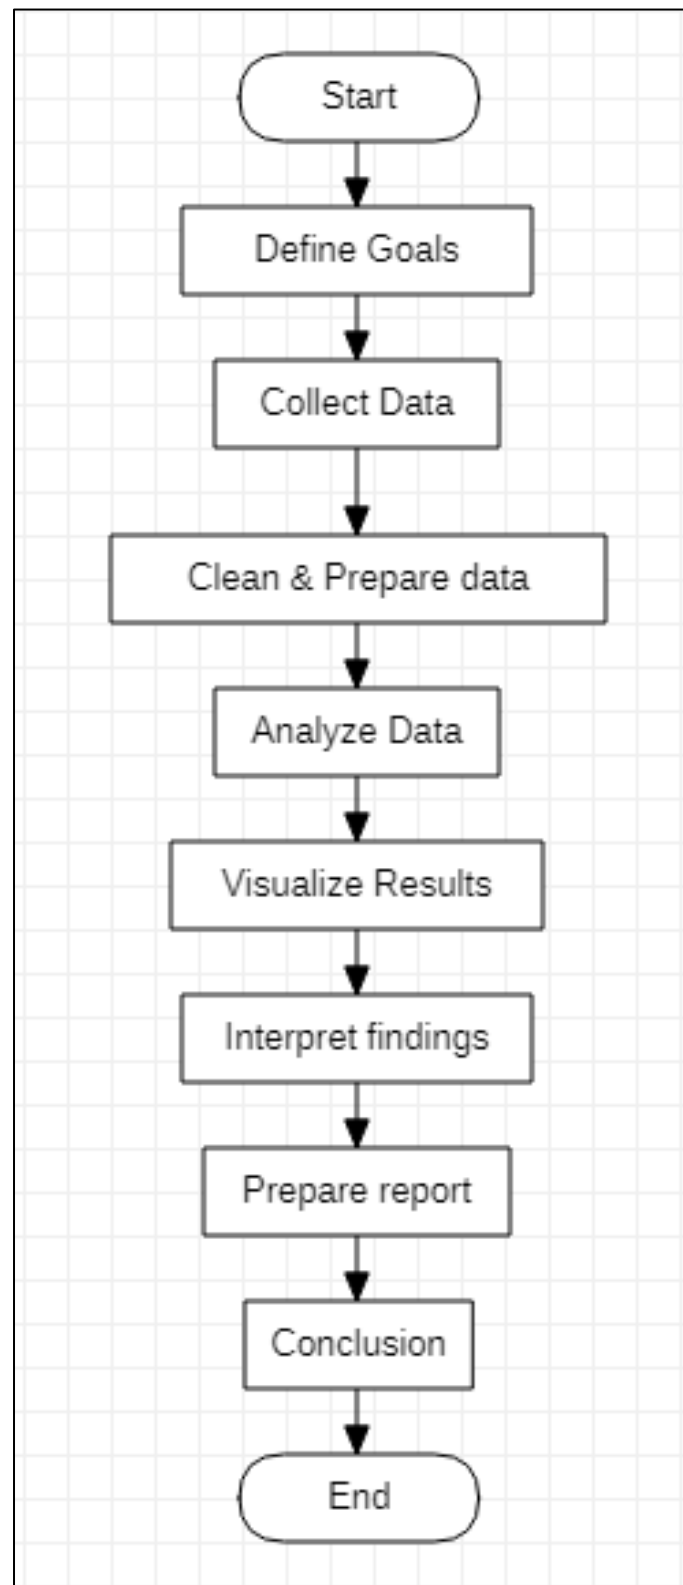 Start
Define Goals
Collect Data
Clean & Prepare data
Analyze Data
Visualize Results
Interpret findings
Prepare report
Conclusion
End